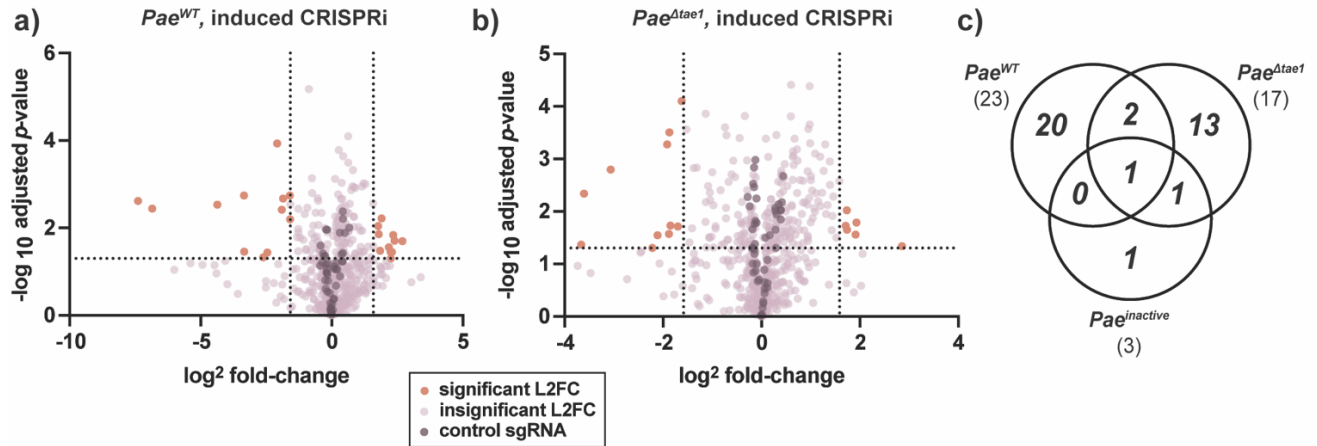 a)
Pae^WT, induced CRISPRi
6
4
2
0
-10
-5
0
5
-log 10 adjusted p-value
log² fold-change
b)
Pae^Δtae1, induced CRISPRi
5
4
3
2
1
0
-4
-2
0
2
4
-log 10 adjusted p-value
log² fold-change
significant L2FC
insignificant L2FC
control sgRNA
c)
Pae^WT
(23)
Pae^Δtae1
(17)
20
2
13
1
0
1
1
Pae^inactive
(3)